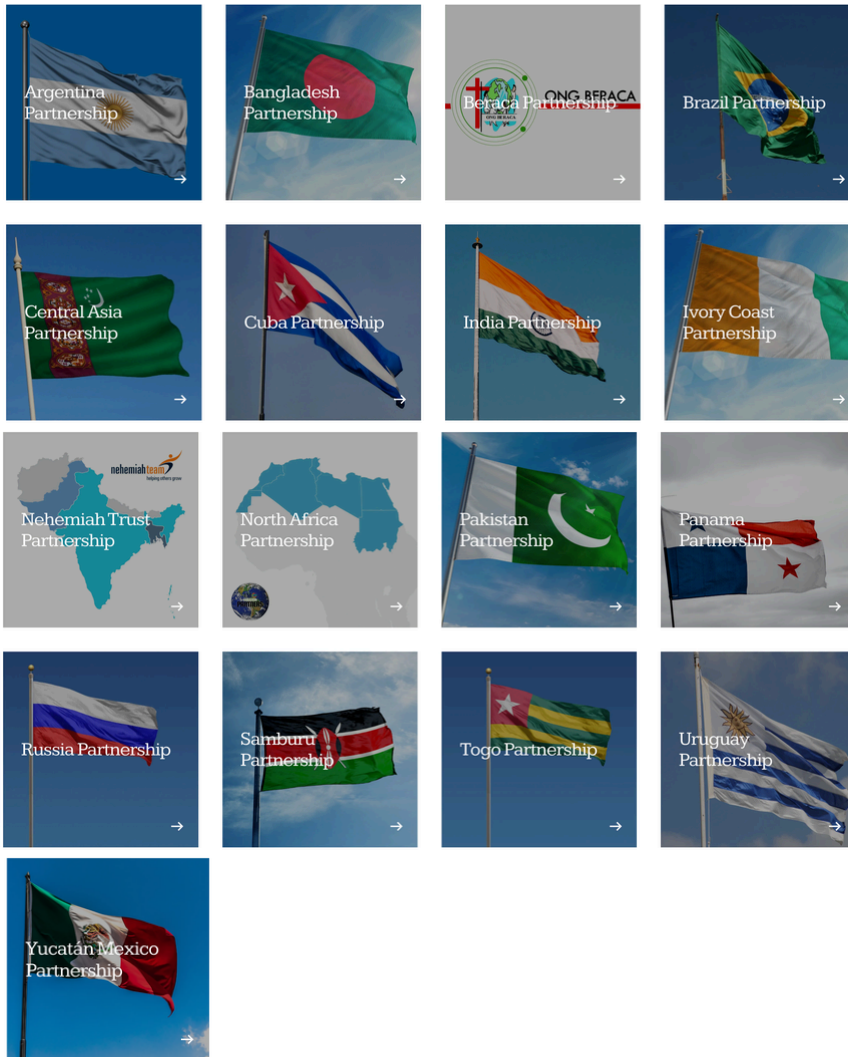 Argentina
Partnership
Bangladesh
Partnership
ONG BERACA
Beraca Partnership
ONG BERACA
Brazil Partnership
Central Asia
Partnership
Cuba Partnership
India Partnership
Ivory Coast
Partnership
nehemiahteam
helping others grow
Nehemiah Trust
Partnership
North Africa
Partnership
Pakistan
Partnership
Panama
Partnership
Russia Partnership
Samburu
Partnership
Togo Partnership
Uruguay
Partnership
Yucatán Mexico
Partnership